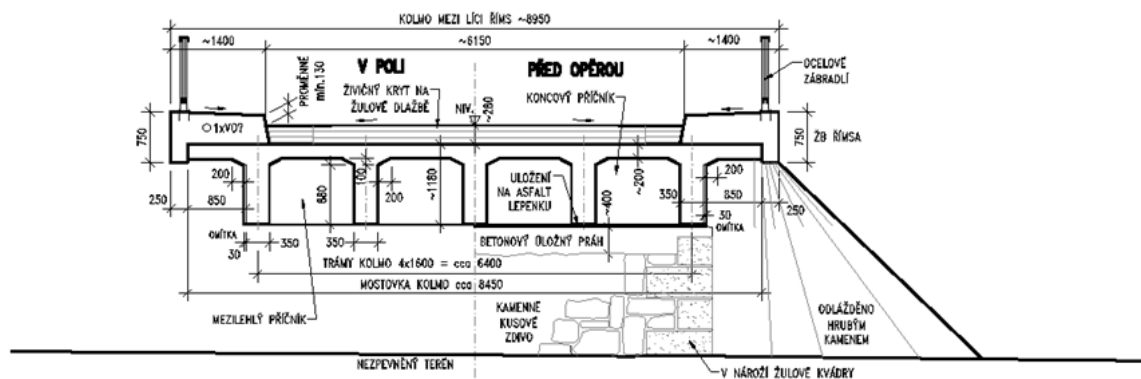 KOLMO MEZI LÍCI ŘÍMS ~8950
~1400
~6150
~1400
V POLI
PŘED OPĚROU
OCELOVÉ
ZÁBRADLÍ
PROMĚNNÉ
min.130
ŽIVIČNÝ KRYT NA
ŽULOVÉ DLAŽBĚ
NIV.
~280
KONCOVÝ PŘÍČNÍK
750
1xVO?
750
ŽB ŘÍMSA
200
680
100
200
~1180
ULOŽENÍ
NA ASFALT
LEPENKU
~400
~200
350
200
850
250
850
250
OMÍTKA
30
350
350
30
OMÍTKA
BETONOVÝ ÚLOŽNÝ PRÁH
TRÁMY KOLMO 4x1600 = cca 6400
MOSTOVKA KOLMO cca 8450
MEZILEHLÝ PŘÍČNÍK
KAMENNÉ
KUSOVÉ
ZDIVO
ODLÁŽDĚNO
HRUBÝM
KAMENEM
NEZPEVNĚNÝ TERÉN
V NÁROŽÍ ŽULOVÉ KVÁDRY